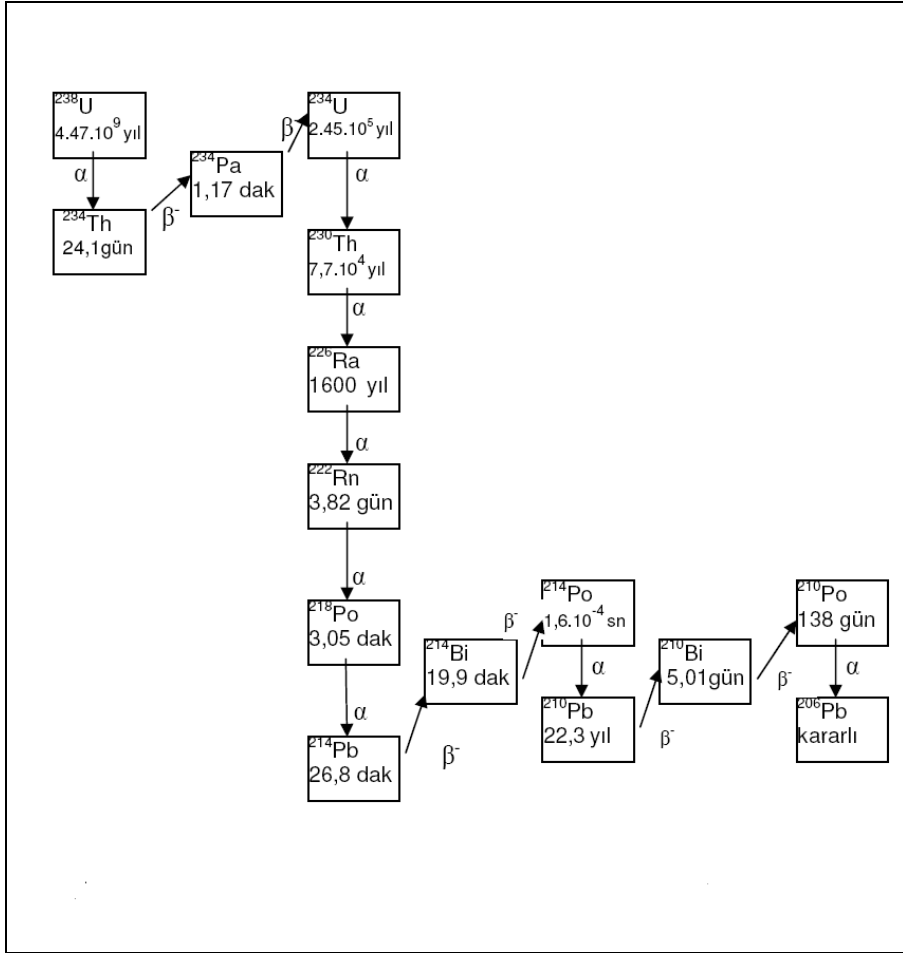 ²³⁸U
4.47.10⁹ yıl
α
²³⁴Th
24,1gün
β⁻
²³⁴Pa
1,17 dak
β⁻
²³⁴U
2.45.10⁵ yıl
α
²³⁰Th
7,7.10⁴ yıl
α
²²⁶Ra
1600 yıl
α
²²²Rn
3,82 gün
α
²¹⁸Po
3,05 dak
α
²¹⁴Pb
26,8 dak
β⁻
²¹⁴Bi
19,9 dak
β⁻
²¹⁴Po
1,6.10⁻⁴ sn
α
²¹⁰Pb
22,3 yıl
β⁻
²¹⁰Bi
5,01gün
β⁻
²¹⁰Po
138 gün
α
²⁰⁶Pb
kararlı